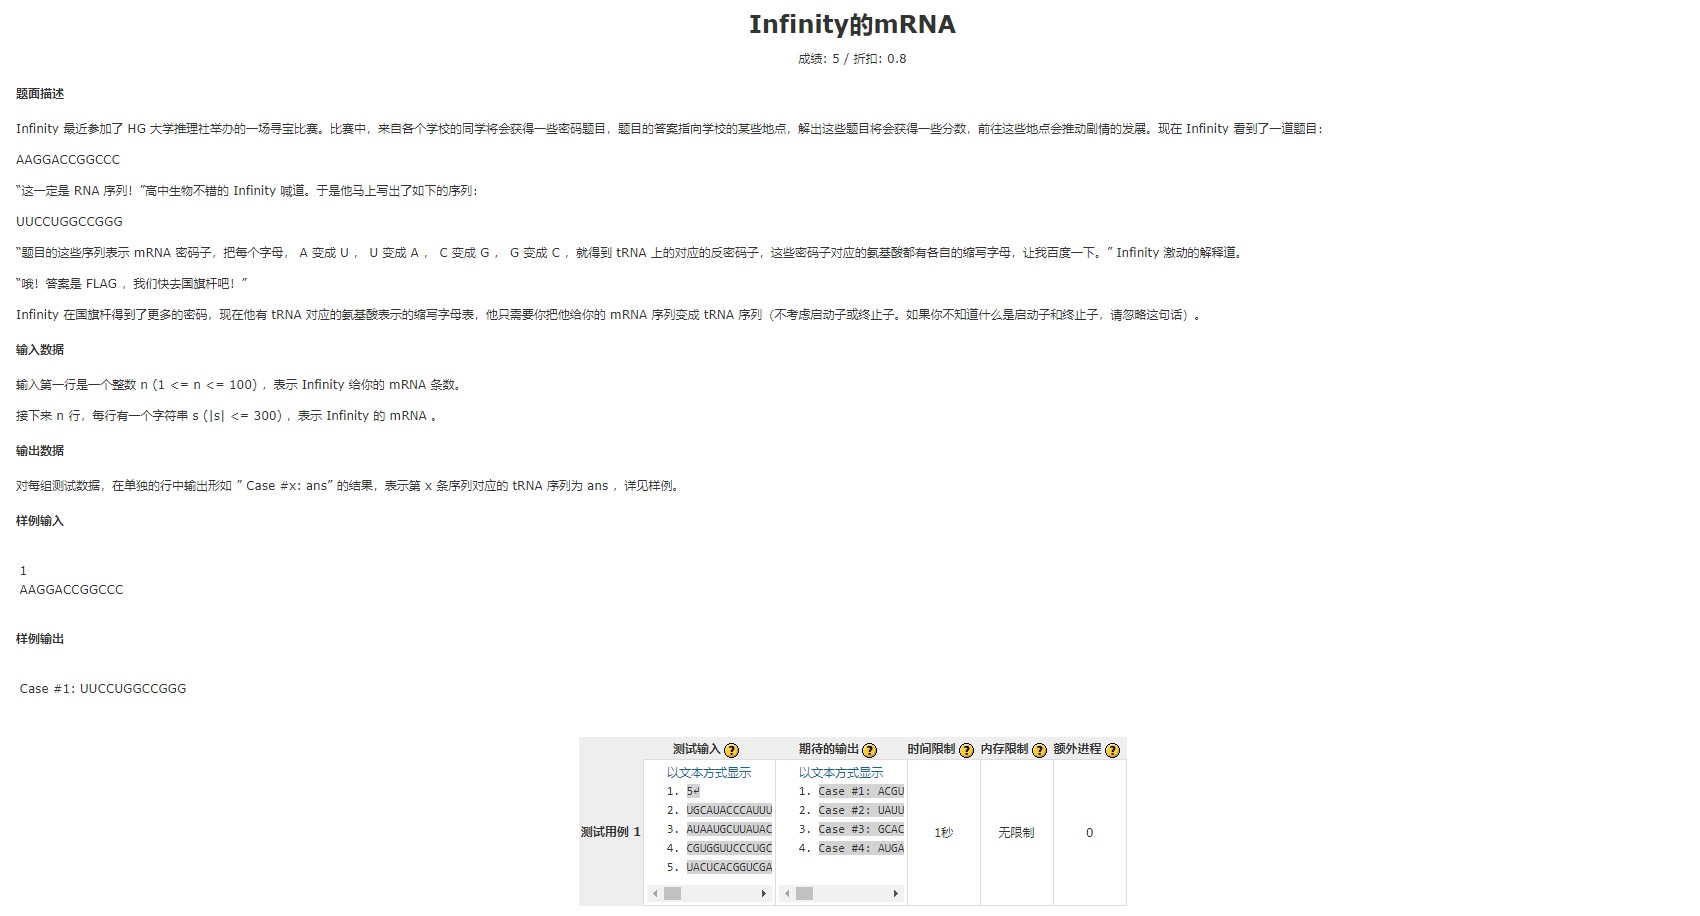 Infinity的mRNA
成绩: 5 / 折扣: 0.8
题面描述
Infinity 最近参加了 HG 大学推理社举办的一场寻宝比赛。比赛中，来自各个学校的同学将会获得一些密码题目，题目的答案指向学校的某些地点，解出这些题目将会获得一些分数，前往这些地点会推动剧情的发展。现在 Infinity 看到了一道题目：
AAGGACCGGCCC
“这一定是 RNA 序列！”高中生物不错的 Infinity 喊道。于是他马上写出了如下的序列：
UUCCUGGCCGGG
“题目的这些序列表示 mRNA 密码子，把每个字母， A 变成 U ， U 变成 A ， C 变成 G ， G 变成 C ，就得到 tRNA 上的对应的反密码子，这些密码子对应的氨基酸都有各自的缩写字母，让我百度一下。” Infinity 激动的解释道。
“哦！答案是 FLAG ，我们快去国旗杆吧！”
Infinity 在国旗杆得到了更多的密码，现在他有 tRNA 对应的氨基酸表示的缩写字母表，他只需要你把他给你的 mRNA 序列变成 tRNA 序列（不考虑启动子或终止子。如果你不知道什么是启动子和终止子，请忽略这句话）。
输入数据
输入第一行是一个整数 n (1 <= n <= 100) ，表示 Infinity 给你的 mRNA 条数。
接下来 n 行，每行有一个字符串 s (|s| <= 300) ，表示 Infinity 的 mRNA 。
输出数据
对每组测试数据，在单独的行中输出形如 ” Case #x: ans” 的结果，表示第 x 条序列对应的 tRNA 序列为 ans ，详见样例。
样例输入
1
AAGGACCGGCCC
样例输出
Case #1: UUCCUGGCCGGG
测试输入 ? 期待的输出 ? 时间限制 ? 内存限制 ? 额外进程 ?
测试用例 1
以文本方式显示
1. 5↵
2. UGCAUACCCAUUU
3. AUAAUGCUUAUAC
4. CGUGGUUCCCUGC
5. UACUCACGGUCGA
以文本方式显示
1. Case #1: ACGU
2. Case #2: UAUU
3. Case #3: GCAC
4. Case #4: AUGA
1秒
无限制
0